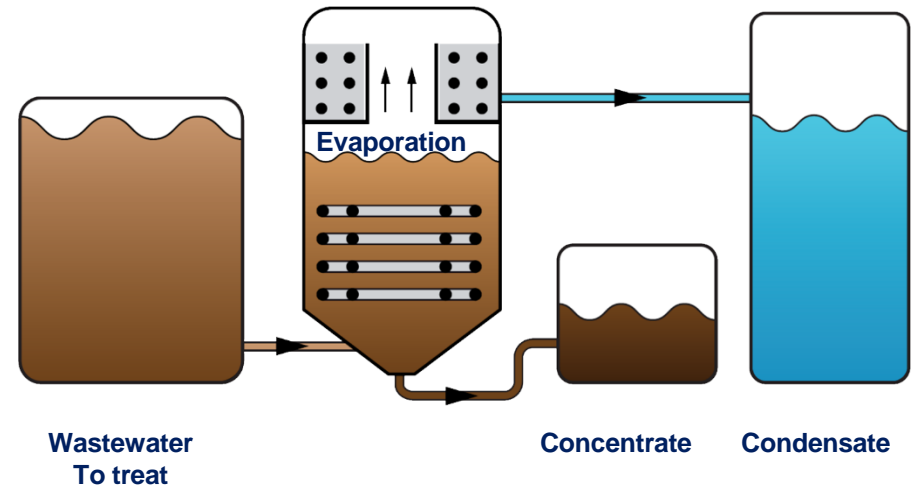 Evaporation
Wastewater
To treat
Concentrate
Condensate